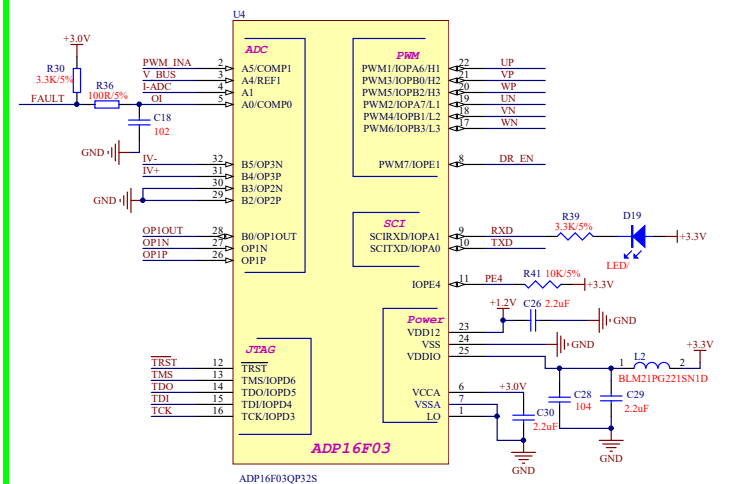 U4
+3.0V
R30
3.3K/5%
R36
100R/5%
FAULT
OI
C18
102
GND
ADC
PWM_INA 2 A5/COMP1
V_BUS 3 A4/REF1
I-ADC 4 A1
5 A0/COMP0
IV- 32 B5/OP3N
IV+ 31 B4/OP3P
30 B3/OP2N
GND 29 B2/OP2P
OP1OUT 28 B0/OP1OUT
OP1N 27 OP1N
OP1P 26 OP1P
JTAG
TRST 12 TRST
TMS 13 TMS/IOPD6
TDO 14 TDO/IOPD5
TDI 15 TDI/IOPD4
TCK 16 TCK/IOPD3
PWM
PWM1/IOPA6/H1 22 UP
PWM3/IOPB0/H2 21 VP
PWM5/IOPB2/H3 20 WP
PWM2/IOPA7/L1 19 UN
PWM4/IOPB1/L2 18 VN
PWM6/IOPB3/L3 17 WN
PWM7/IOPE1 8 DR_EN
SCI
SCIRXD/IOPA1 9 RXD
SCITXD/IOPA0 10 TXD
R39
3.3K/5%
D19
LED/
+3.3V
IOPE4 11 PE4
R41 10K/5%
+3.3V
Power
VDD12 23
VSS 24
VDDIO 25
VCCA 6
VSSA 7
LO 1
+1.2V
C26 2.2uF
GND
GND
L2
1 2
BLM21PG221SN1D
+3.3V
C28
104
C29
2.2uF
GND
+3.0V
C30
2.2uF
GND
ADP16F03
ADP16F03QP32S